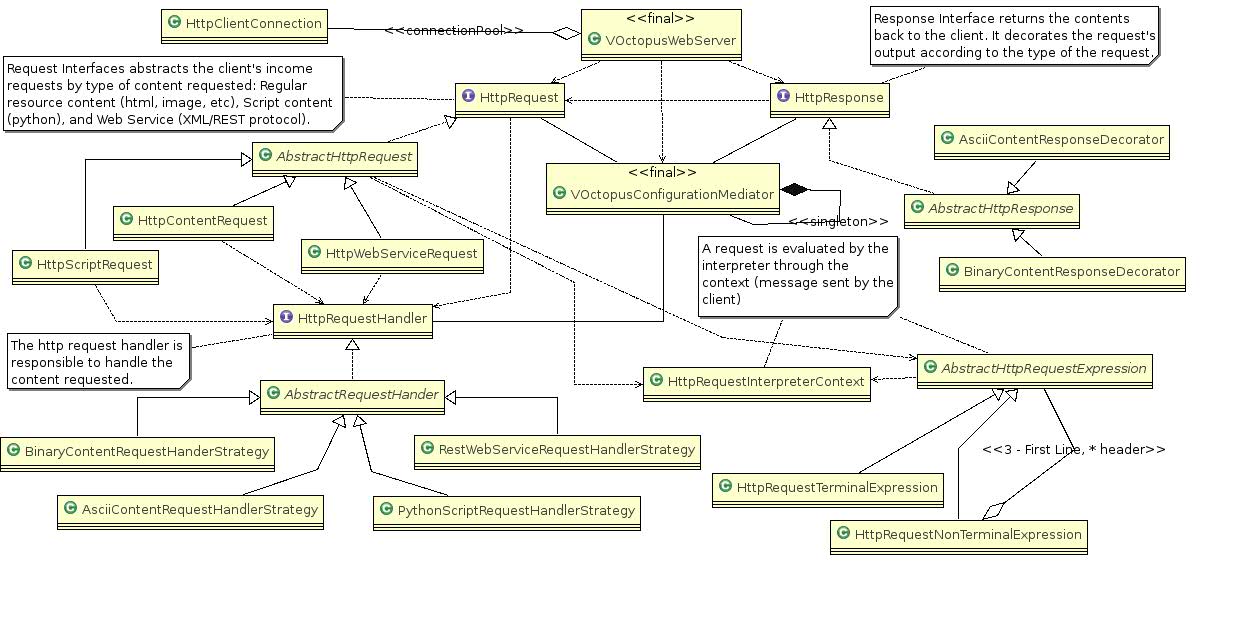 <<final>>
HttpClientConnection
<<connectionPool>>
VOctopusWebServer
Response Interface returns the contents
back to the client. It decorates the request's
output according to the type of the request.
Request Interfaces abstracts the client's income
requests by type of content requested: Regular
resource content (html, image, etc), Script content
(python), and Web Service (XML/REST protocol).
HttpRequest
HttpResponse
AbstractHttpRequest
AsciiContentResponseDecorator
<<final>>
VOctopusConfigurationMediator
<<singleton>>
AbstractHttpResponse
HttpContentRequest
HttpWebServiceRequest
HttpScriptRequest
A request is evaluated by the
interpreter through the
context (message sent by the
client)
BinaryContentResponseDecorator
HttpRequestHandler
The http request handler is
responsible to handle the
content requested.
HttpRequestInterpreterContext
AbstractHttpRequestExpression
AbstractRequestHander
BinaryContentRequestHanderStrategy
RestWebServiceRequestHandlerStrategy
<<3 - First Line, * header>>
HttpRequestTerminalExpression
AsciiContentRequestHandlerStrategy
PythonScriptRequestHandlerStrategy
HttpRequestNonTerminalExpression